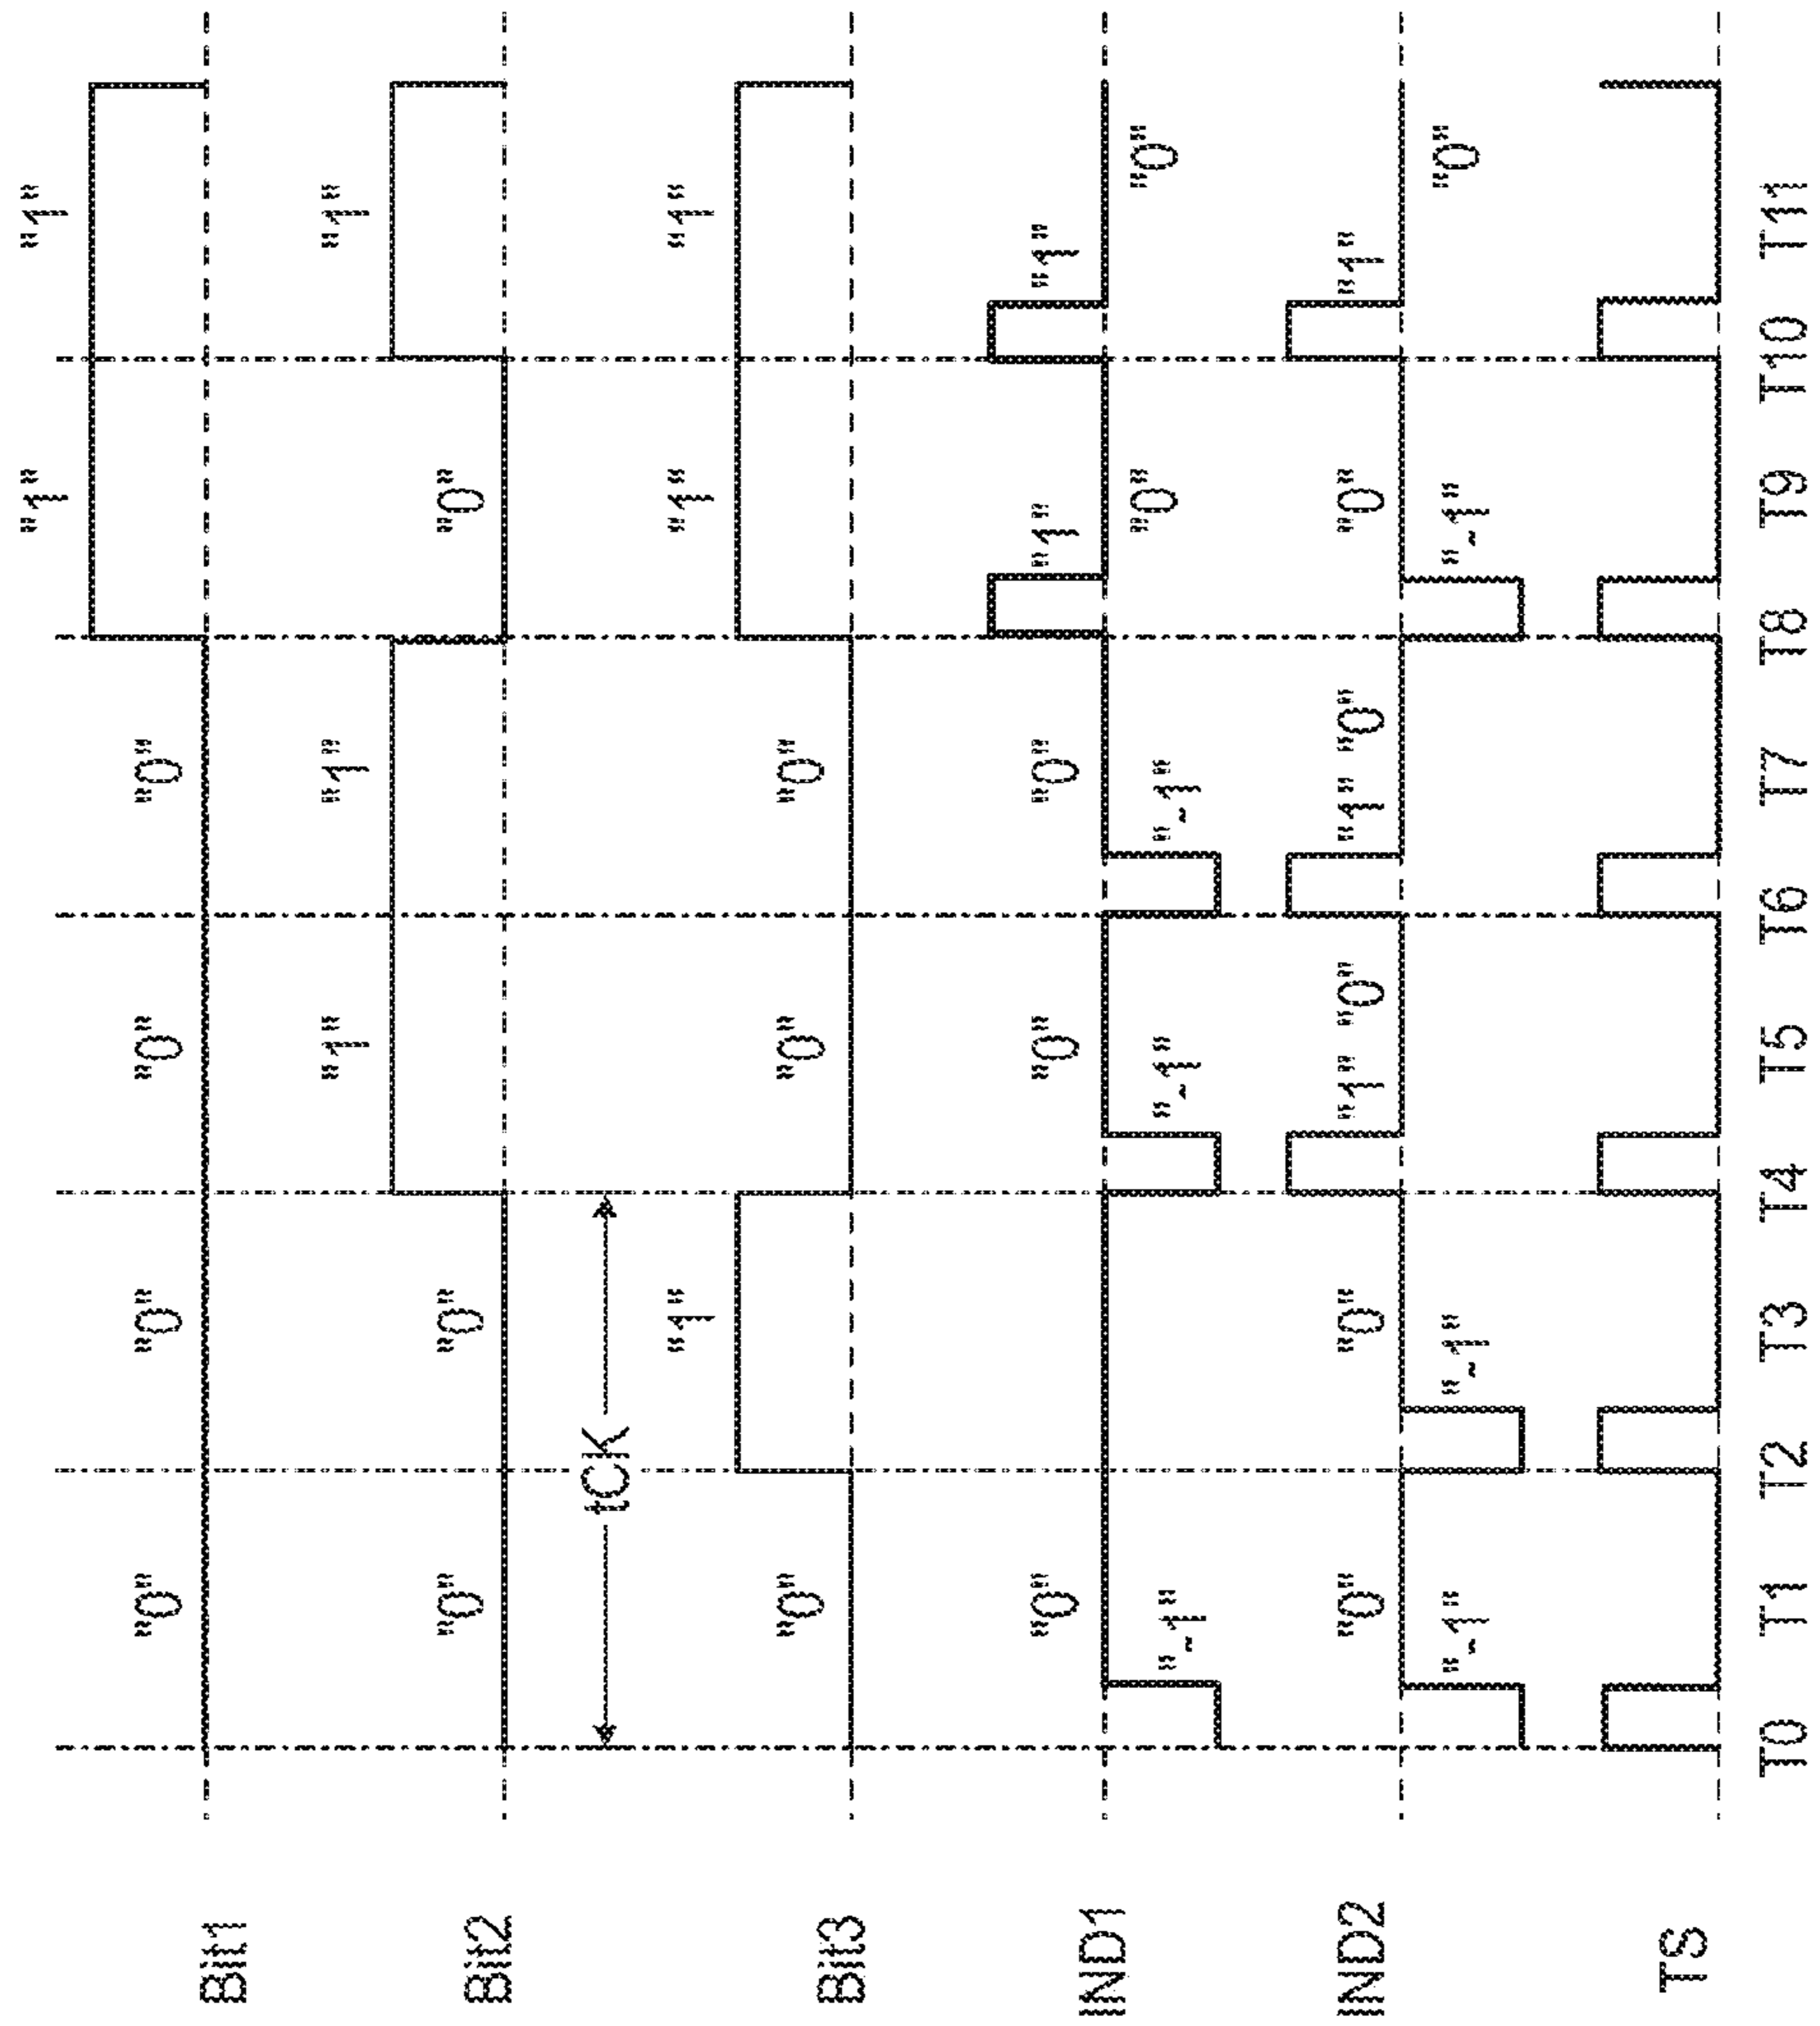 Bit1 "0" "0" "0" "0" "1" "1"
Bit2 "0" "0" "1" "1" "0" "1"
tCK
Bit3 "0" "1" "0" "0" "1" "1"
IND1 "0" "0" "0" "1" "1"
"-1" "-1" "-1" "0" "0"
IND2 "0" "0" "1" "0" "1" "0" "0" "1"
"-1" "-1" "-1" "0"
TS
T0 T1 T2 T3 T4 T5 T6 T7 T8 T9 T10 T11